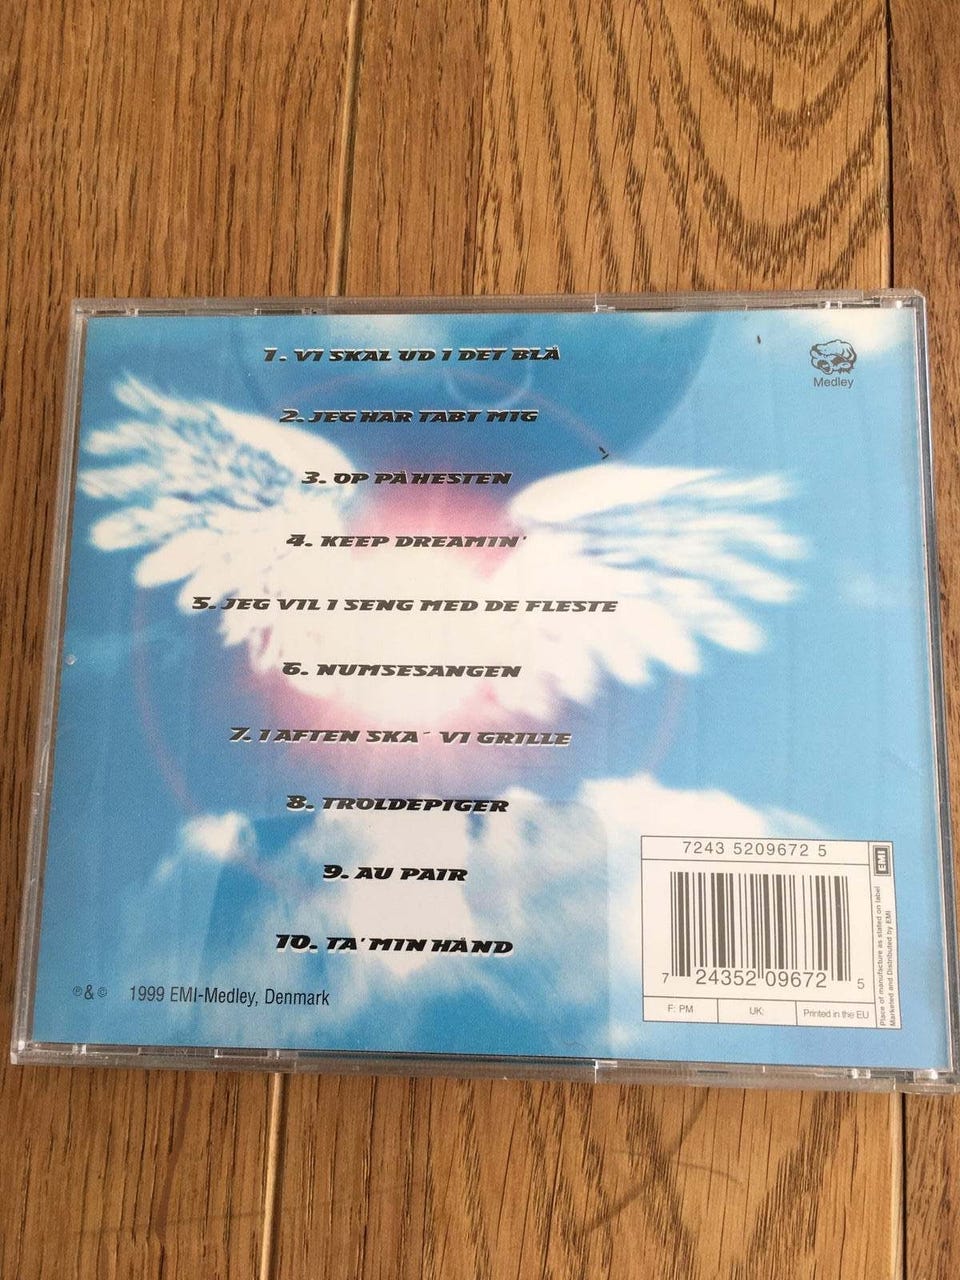 1. VI SKAL UD I DET BLÅ
Medley
2. JEG HAR TABT MIG
3. OP PÅ HESTEN
4. KEEP DREAMIN'
5. JEG VIL I SENG MED DE FLESTE
6. NUMSESANGEN
7. I AFTEN SKA´ VI GRILLE
8. TROLDEPIGER
9. AU PAIR
10. TA' MIN HÅND
℗ & © 1999 EMI-Medley, Denmark
7243 5209672 5
EMI
7 24352 09672 5
F: PM
UK:
Printed in the EU
Place of manufacture as stated on label
Marketed and Distributed by EMI